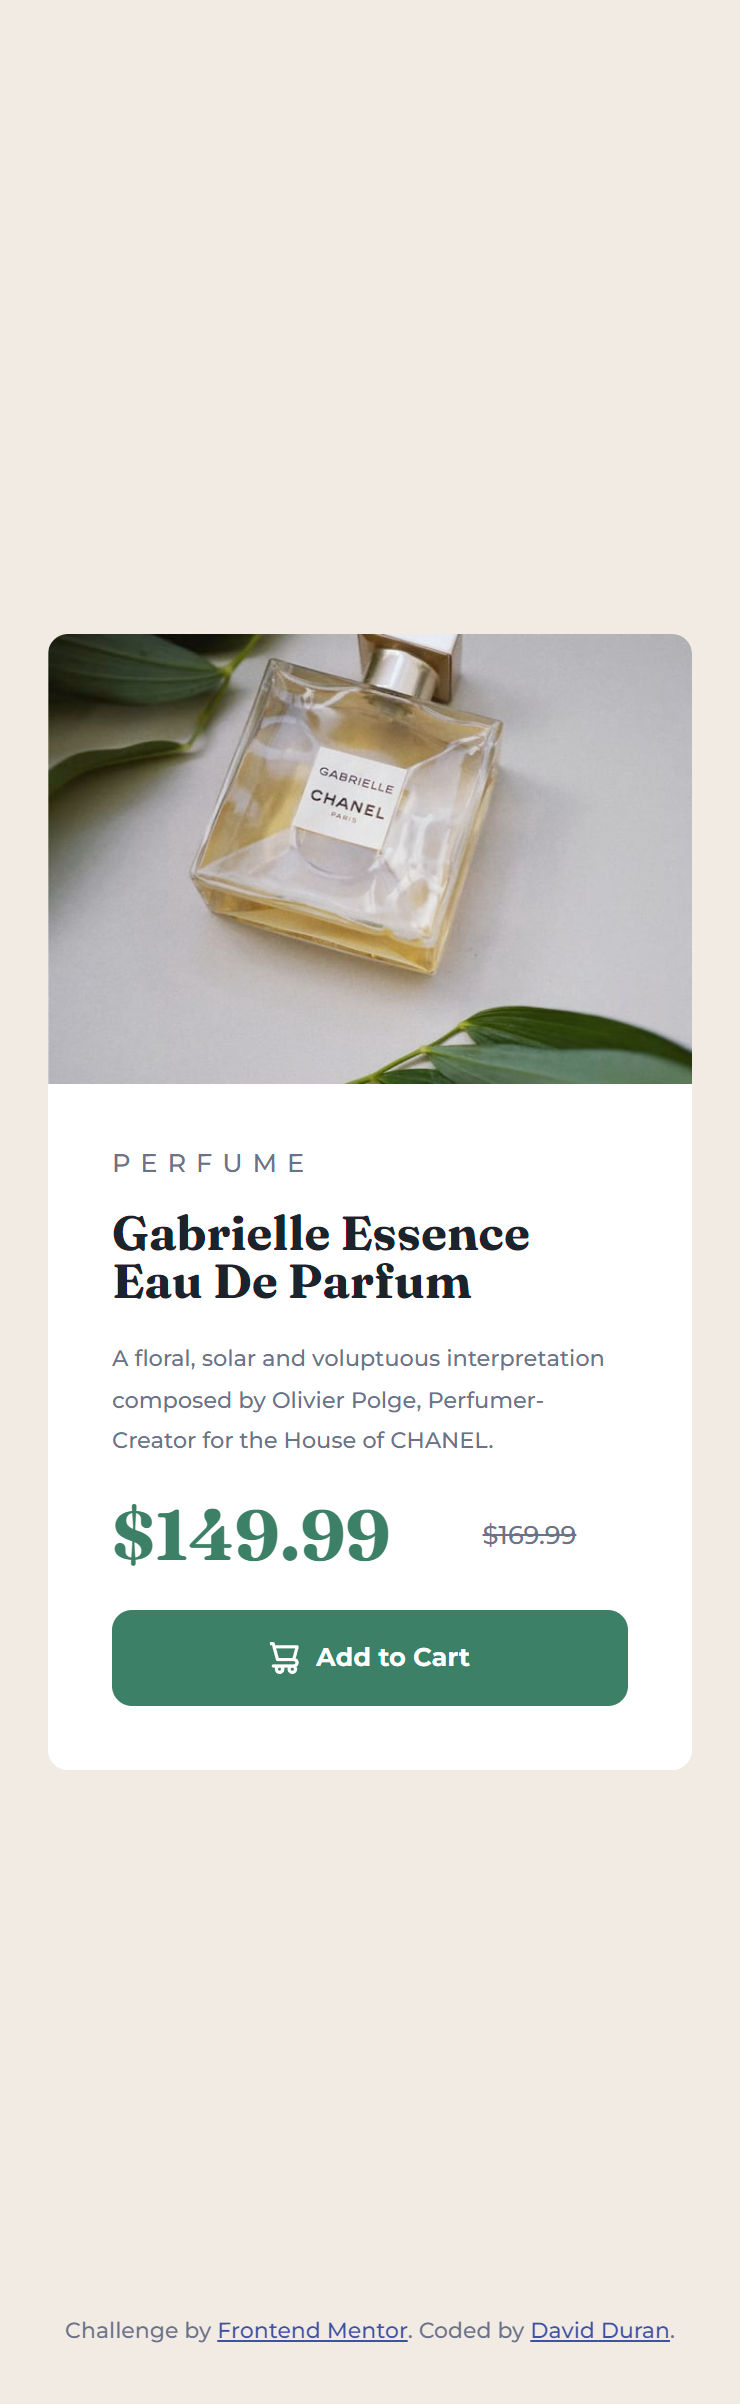 GABRIELLE
CHANEL
PARIS
PERFUME
Gabrielle Essence
Eau De Parfum
A floral, solar and voluptuous interpretation
composed by Olivier Polge, Perfumer-
Creator for the House of CHANEL.
$149.99 $169.99
Add to Cart
Challenge by Frontend Mentor. Coded by David Duran.